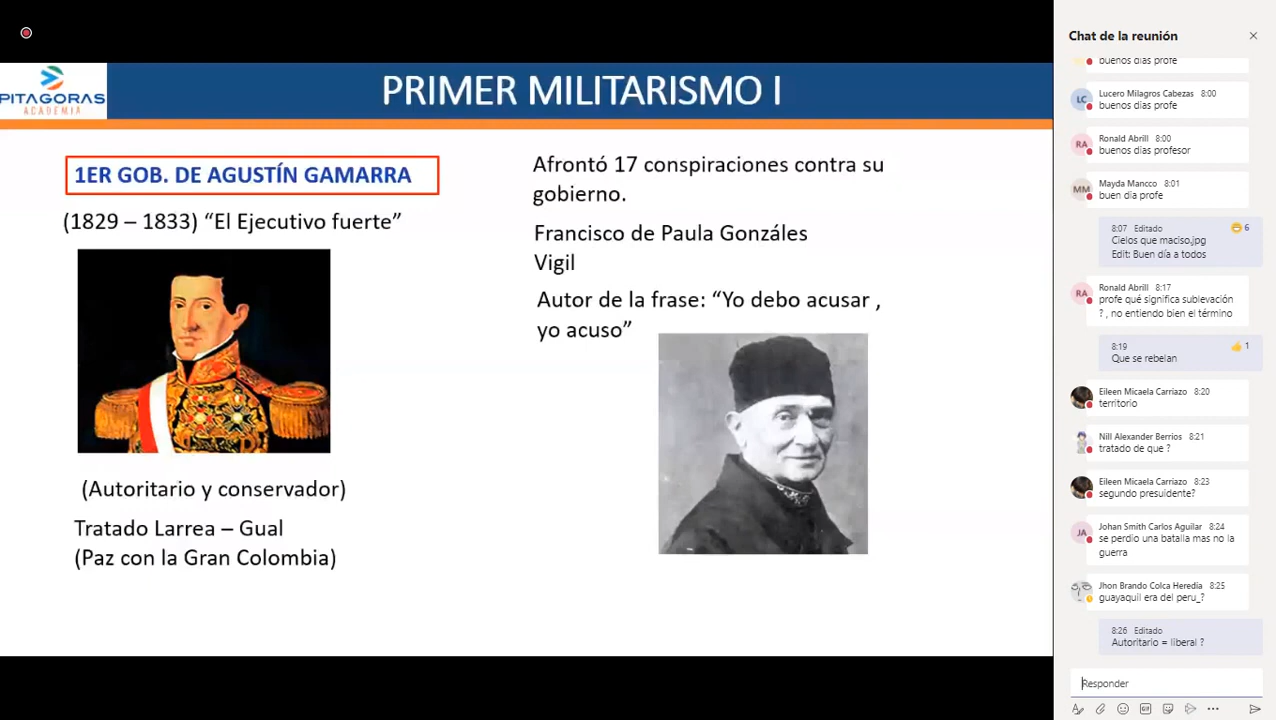 PITAGORAS
ACADEMIA
PRIMER MILITARISMO I
1ER GOB. DE AGUSTÍN GAMARRA
(1829 – 1833) “El Ejecutivo fuerte”
(Autoritario y conservador)
Tratado Larrea – Gual
(Paz con la Gran Colombia)
Afrontó 17 conspiraciones contra su
gobierno.
Francisco de Paula Gonzáles
Vigil
Autor de la frase: “Yo debo acusar ,
yo acuso”
Chat de la reunión
buenos dias profe
LC
Lucero Milagros Cabezas 8:00
buenos dias profe
RA
Ronald Abrill 8:00
buenos días profesor
MM
Mayda Mancco 8:01
buen dia profe
8:07 Editado
6
Cielos que maciso.jpg
Edit: Buen día a todos
RA
Ronald Abrill 8:17
profe qué significa sublevación
? , no entiendo bien el término
8:19
1
Que se rebelan
Eileen Micaela Carriazo 8:20
territorio
Nill Alexander Berrios 8:21
tratado de que ?
Eileen Micaela Carriazo 8:23
segundo presuidente?
JA
Johan Smith Carlos Aguilar 8:24
se perdio una batalla mas no la
guerra
Jhon Brando Colca Heredia 8:25
guayaquil era del peru_?
8:26 Editado
Autoritario = liberal ?
Responder
GIF